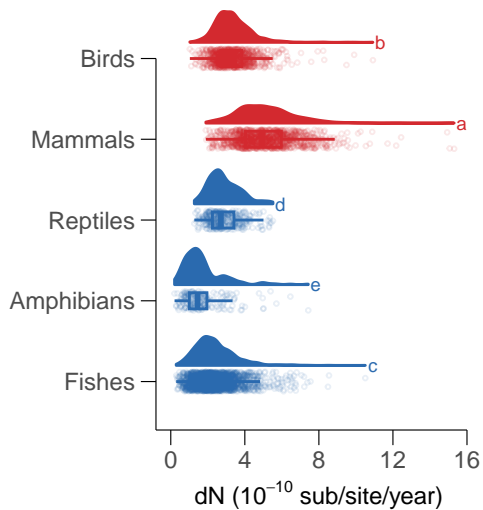 b
Birds
a
Mammals
d
Reptiles
e
Amphibians
c
Fishes
0 4 8 12 16
dN (10⁻¹⁰ sub/site/year)